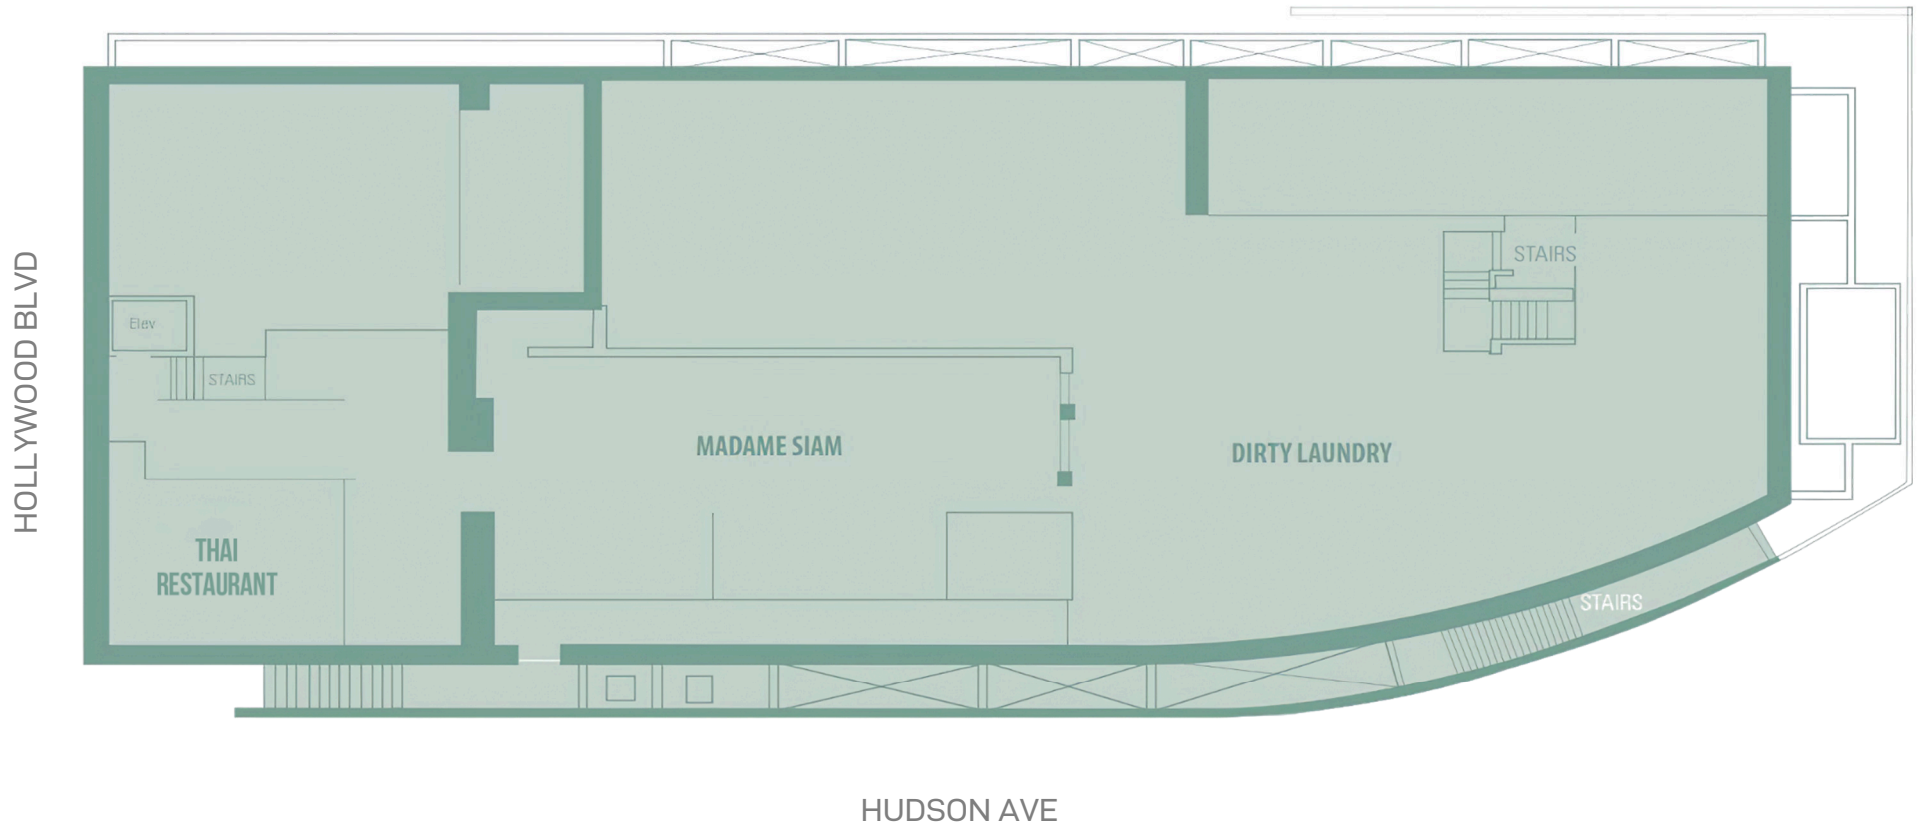 HOLLYWOOD BLVD
STAIRS
Elev
STAIRS
MADAME SIAM
DIRTY LAUNDRY
THAI
RESTAURANT
STAIRS
HUDSON AVE